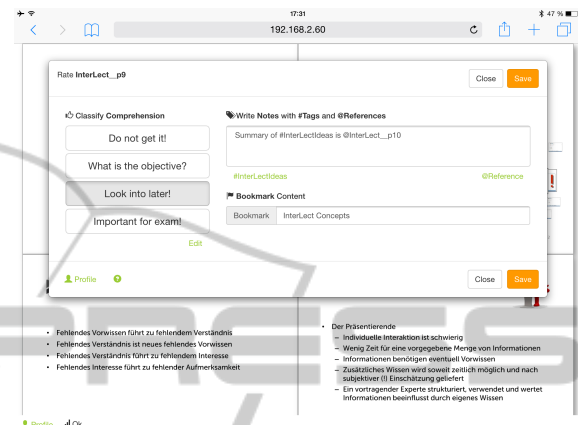 17:31
47 %
192.168.2.60
Rate InterLect__p9
Close
Save
Classify Comprehension
Do not get it!
What is the objective?
Look into later!
Important for exam!
Edit
Write Notes with #Tags and @References
Summary of #InterLectIdeas is @InterLect__p10
#InterLectIdeas
@Reference
Bookmark Content
Bookmark
InterLect Concepts
Profile
Close
Save
• Fehlendes Vorwissen führt zu fehlendem Verständnis
• Fehlendes Verständnis ist neues fehlendes Vorwissen
• Fehlendes Verständnis führt zu fehlendem Interesse
• Fehlendes Interesse führt zu fehlender Aufmerksamkeit
• Der Präsentierende
– Individuelle Interaktion ist schwierig
– Wenig Zeit für eine vorgegebene Menge von Informationen
– Informationen benötigen eventuell Vorwissen
– Zusätzliches Wissen wird soweit zeitlich möglich und nach
subjektiver (!) Einschätzung geliefert
– Ein vortragender Experte strukturiert, verwendet und wertet
Informationen beeinflusst durch eigenes Wissen
Profile
Ok